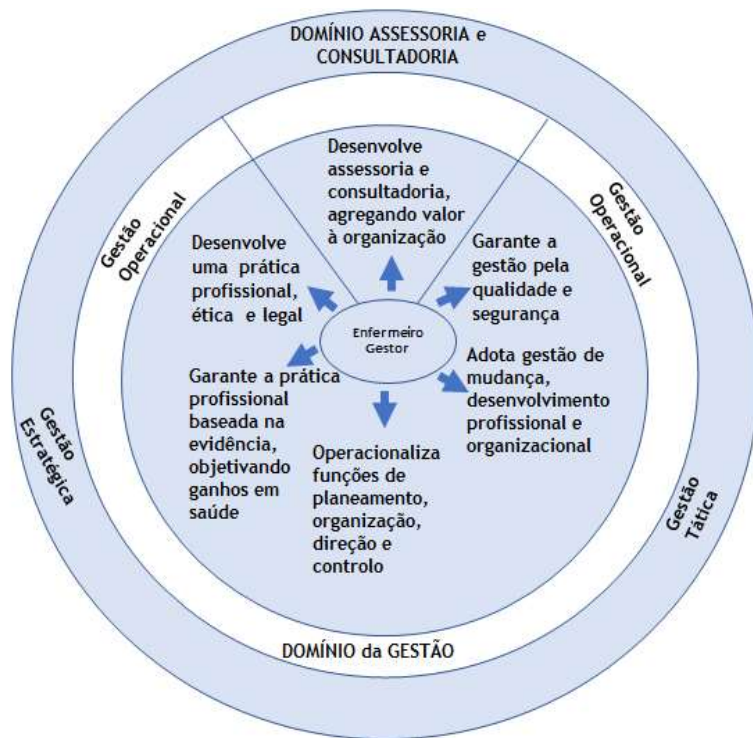 DOMÍNIO ASSESSORIA e
CONSULTADORIA
Gestão
Operacional
Gestão
Operacional
Desenvolve
assessoria e
consultadoria,
agregando valor
à organização
Desenvolve
uma prática
profissional,
ética e legal
Garante a
gestão pela
qualidade e
segurança
Enfermeiro
Gestor
Garante a prática
profissional
baseada na
evidência,
objetivando
ganhos em
saúde
Adota gestão de
mudança,
desenvolvimento
profissional e
organizacional
Operacionaliza
funções de
planeamento,
organização,
direção e
controlo
Gestão
Estratégica
Gestão
Tática
DOMÍNIO da GESTÃO